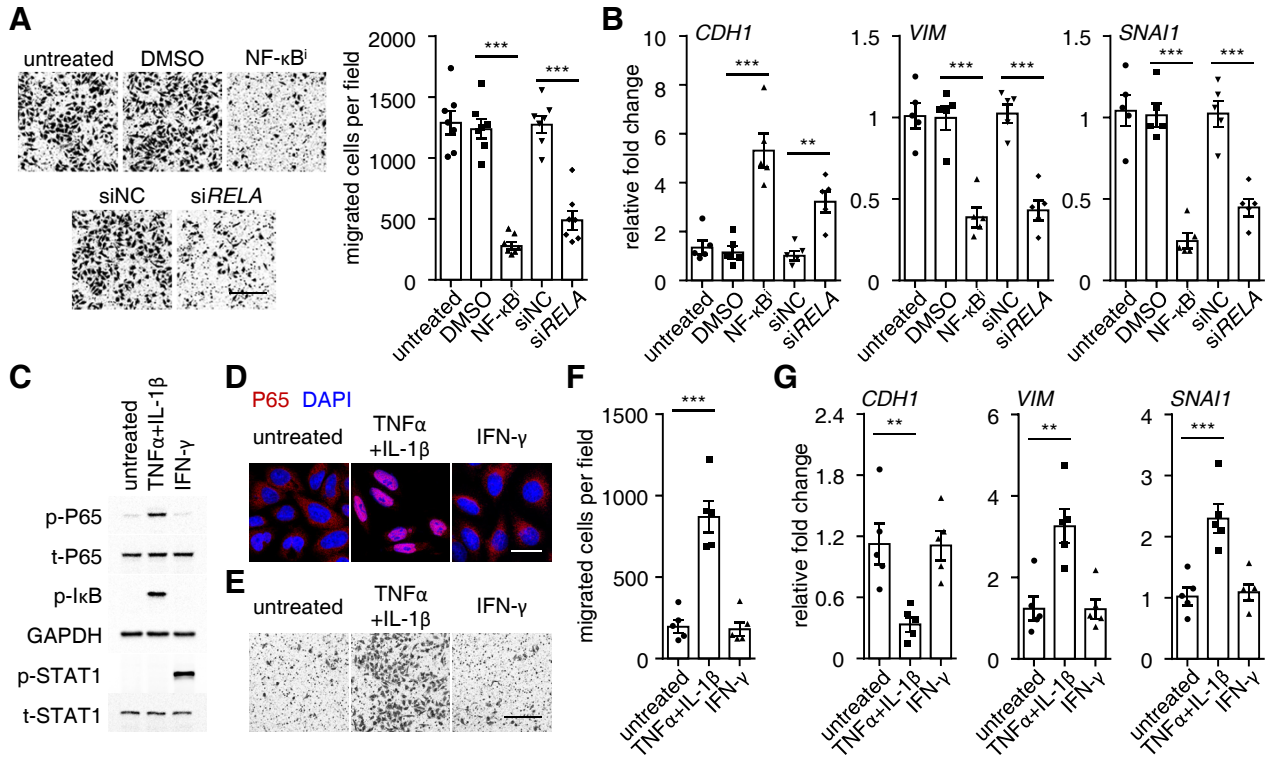 A
untreated DMSO NF-κBⁱ
siNC siRELA
migrated cells per field
2000
1500
1000
500
0
***
***
untreated
DMSO
NF-κBⁱ
siNC
siRELA
B
CDH1
relative fold change
10
8
6
4
2
0
***
**
untreated
DMSO
NF-κBⁱ
siNC
siRELA
VIM
1.5
1
0.5
0
***
***
untreated
DMSO
NF-κBⁱ
siNC
siRELA
SNAI1
1.5
1
0.5
0
***
***
untreated
DMSO
NF-κBⁱ
siNC
siRELA
C
untreated
TNFα+IL-1β
IFN-γ
p-P65
t-P65
p-IκB
GAPDH
p-STAT1
t-STAT1
D
P65 DAPI
untreated
TNFα
+IL-1β
IFN-γ
E
untreated
TNFα
+IL-1β
IFN-γ
F
migrated cells per field
1500
1000
500
0
***
untreated
TNFα+IL-1β
IFN-γ
G
CDH1
relative fold change
2.4
1.8
1.2
0.6
0
**
untreated
TNFα+IL-1β
IFN-γ
VIM
6
4
2
0
**
untreated
TNFα+IL-1β
IFN-γ
SNAI1
4
3
2
1
0
***
untreated
TNFα+IL-1β
IFN-γ